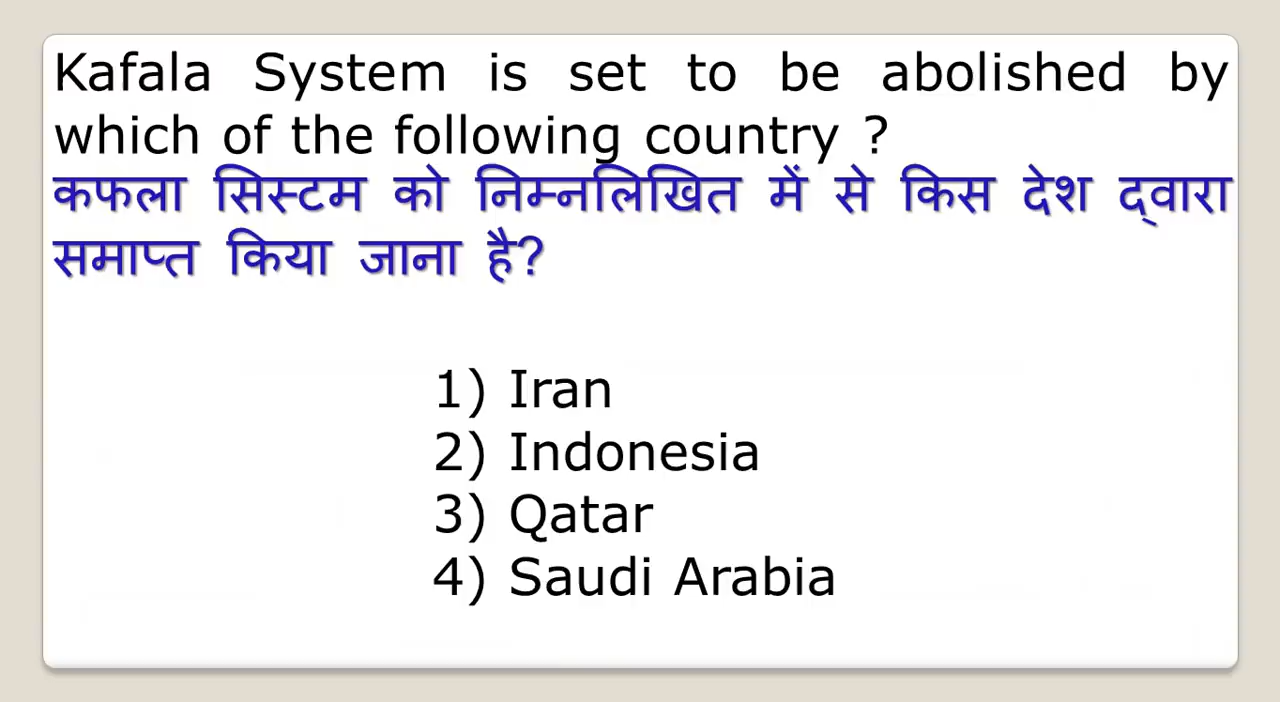 Kafala System is set to be abolished by
which of the following country ?
कफला सिस्टम को निम्नलिखित में से किस देश द्वारा
समाप्त किया जाना है?
1) Iran
2) Indonesia
3) Qatar
4) Saudi Arabia